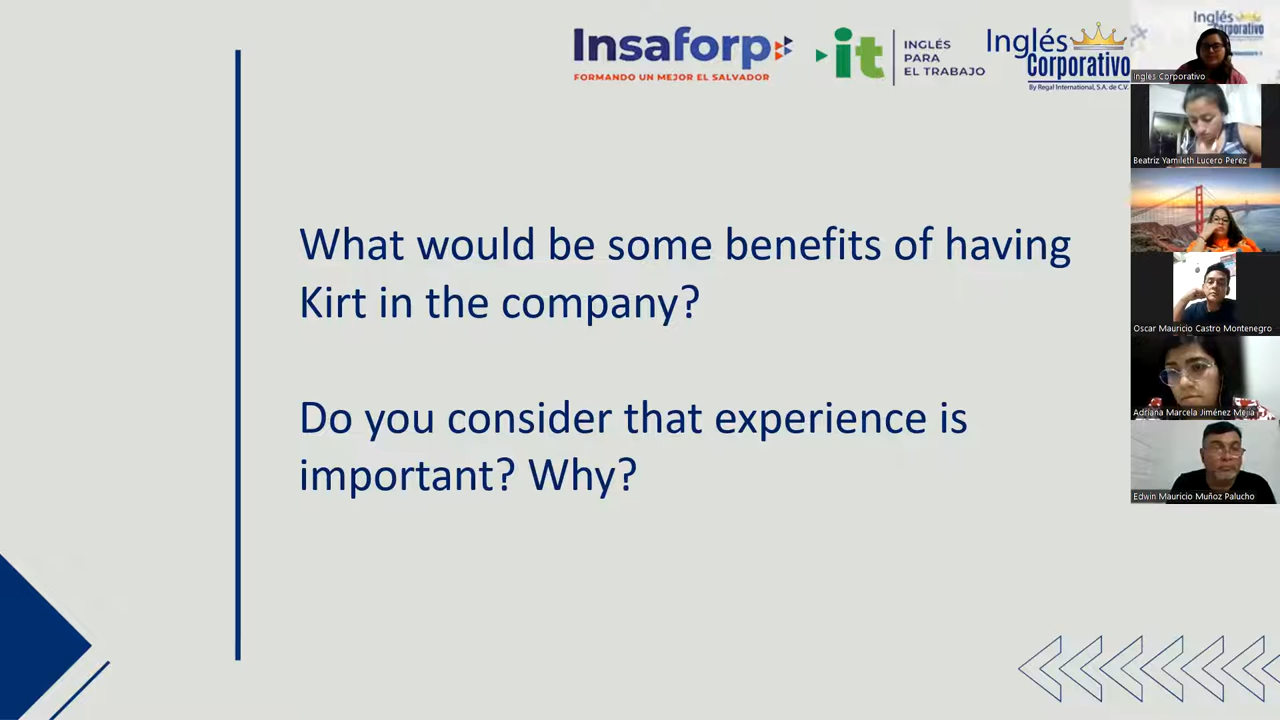 Insaforp
FORMANDO UN MEJOR EL SALVADOR
it
INGLÉS
PARA
EL TRABAJO
Inglés
Corporativo
By Regal International, S.A. de C.V.
What would be some benefits of having
Kirt in the company?
Do you consider that experience is
important? Why?
Inglés
Corporativo
Ingles Corporativo
Beatriz Yamileth Lucero Perez
Oscar Mauricio Castro Montenegro
Adriana Marcela Jiménez Mejía
Edwin Mauricio Muñoz Palucho